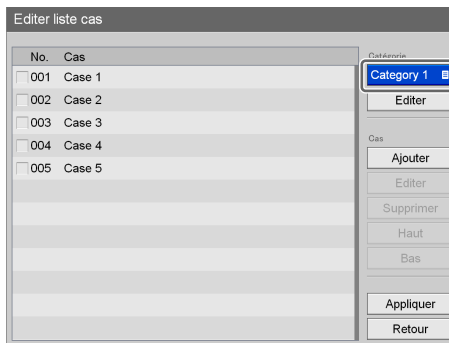 Editer liste cas
No. Cas
001 Case 1
002 Case 2
003 Case 3
004 Case 4
005 Case 5
Catégorie
Category 1
Editer
Cas
Ajouter
Editer
Supprimer
Haut
Bas
Appliquer
Retour